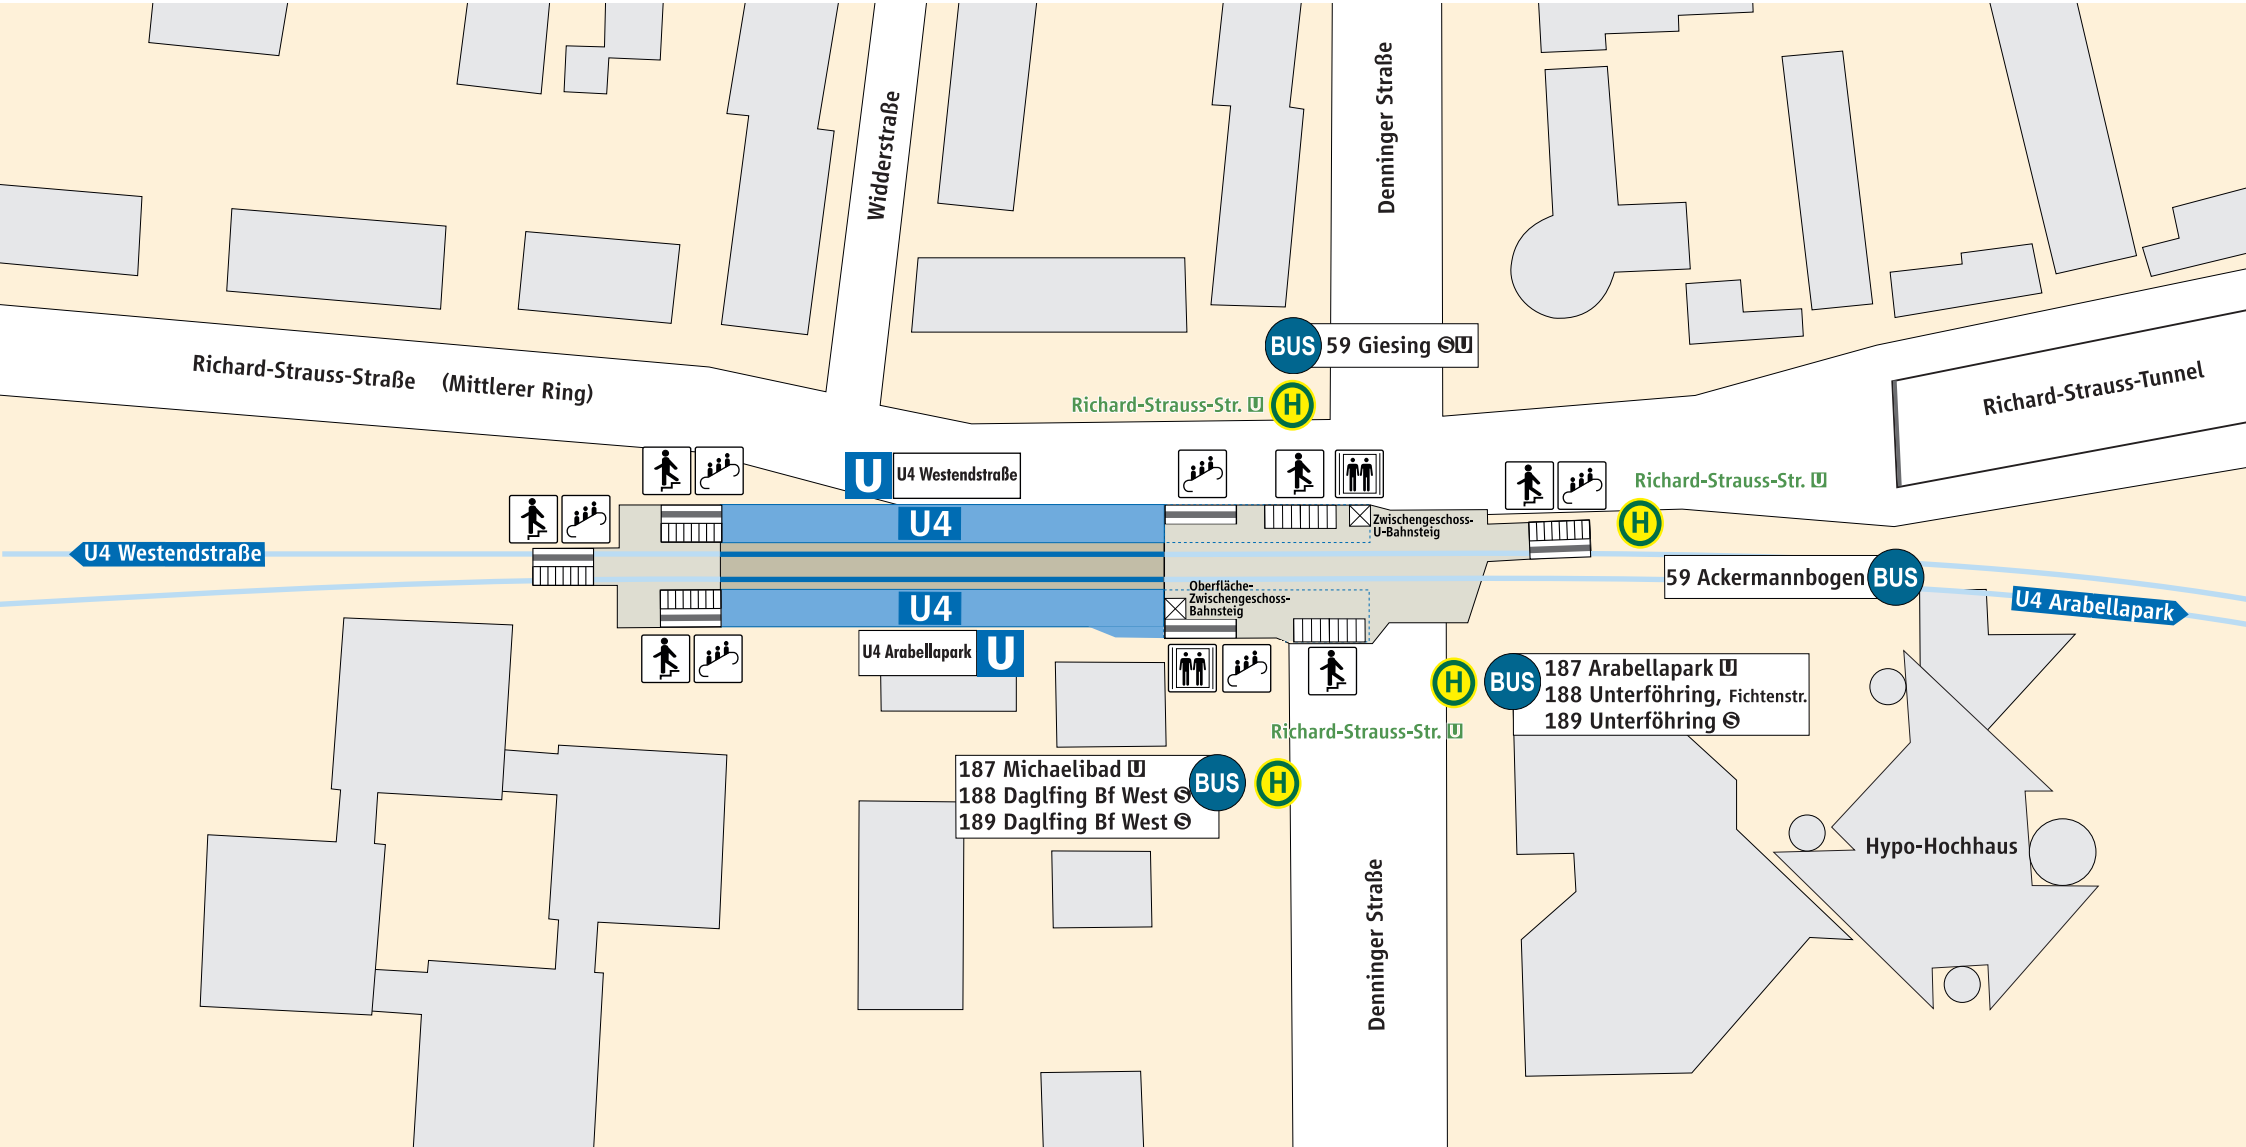 Widderstraße
Denninger Straße
BUS 59 Giesing S U
Richard-Strauss-Straße (Mittlerer Ring)
Richard-Strauss-Tunnel
Richard-Strauss-Str. U H
U U4 Westendstraße
Richard-Strauss-Str. U
H
U4
Zwischengeschoss-
U-Bahnsteig
U4 Westendstraße
59 Ackermannbogen BUS
Oberfläche-
Zwischengeschoss-
Bahnsteig
U4
U4 Arabellapark
U4 Arabellapark U
H BUS
187 Arabellapark U
188 Unterföhring, Fichtenstr.
189 Unterföhring S
Richard-Strauss-Str. U
187 Michaelibad U
188 Daglfing Bf West S
189 Daglfing Bf West S
BUS H
Hypo-Hochhaus
Denninger Straße